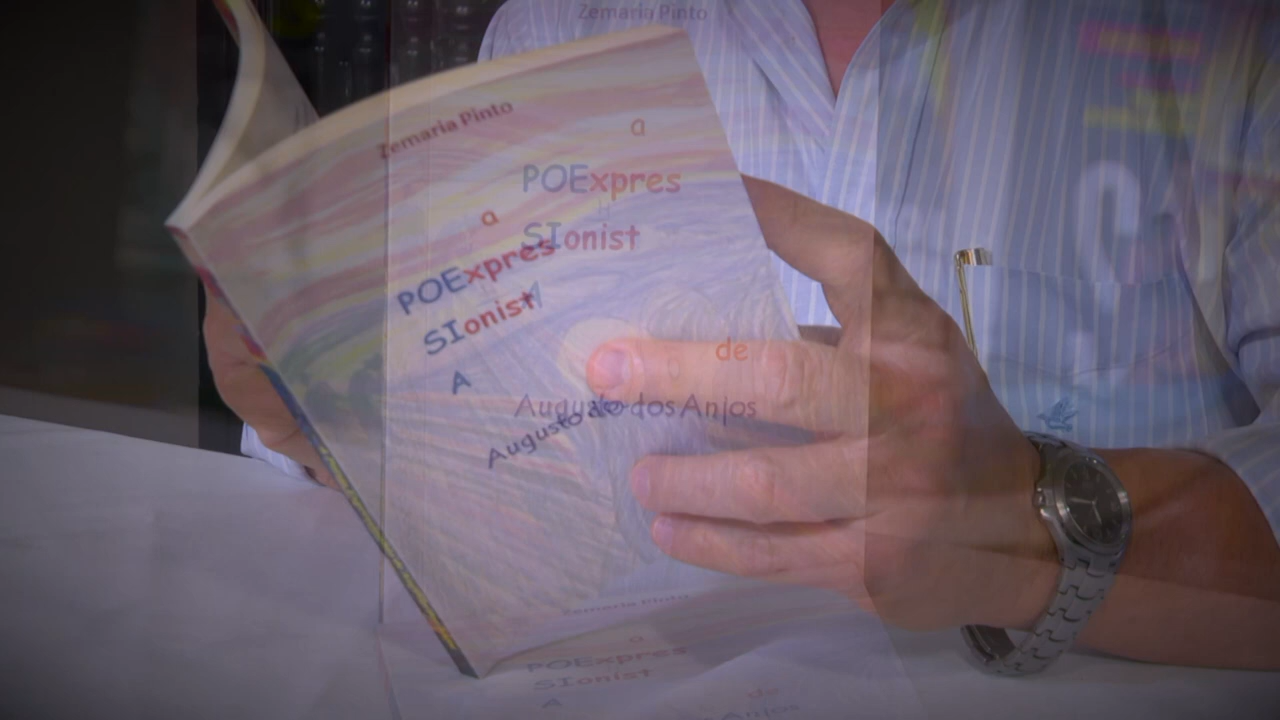 Zemaria Pinto
a
POExpres
SIonist
A
de
Augusto dos Anjos
Zemaria Pinto
a
POExpres
SIonist
A
Augusto do
Zemaria Pinto
a
POExpres
SIonist
A
de
Anjos